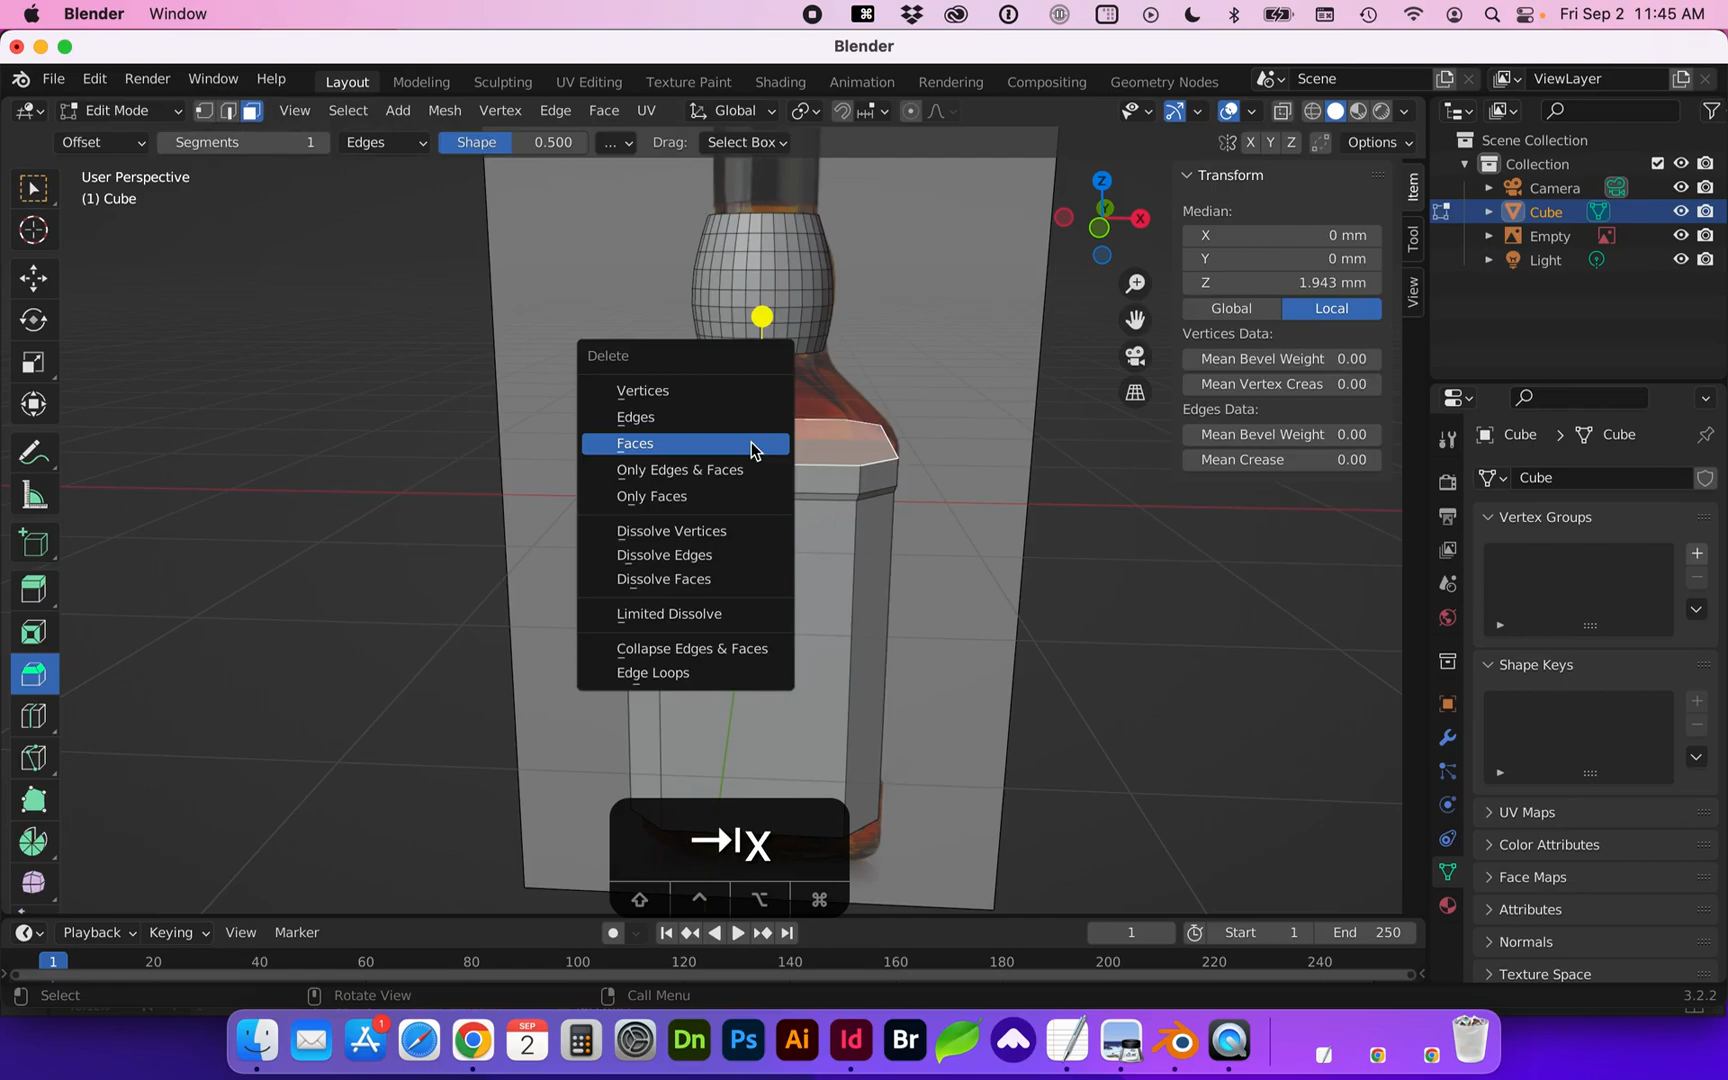 Blender
Window
Fri Sep 2 11:45 AM
Blender
File
Edit
Render
Window
Help
Layout
Modeling
Sculpting
UV Editing
Texture Paint
Shading
Animation
Rendering
Compositing
Geometry Nodes
Scene
ViewLayer
Edit Mode
View
Select
Add
Mesh
Vertex
Edge
Face
UV
Global
Offset
Segments 1
Edges
Shape 0.500
...
Drag:
Select Box
X Y Z
Options
User Perspective
(1) Cube
Z
Y
X
Transform
Median:
X 0 mm
Y 0 mm
Z 1.943 mm
Global
Local
Vertices Data:
Mean Bevel Weight 0.00
Mean Vertex Creas 0.00
Edges Data:
Mean Bevel Weight 0.00
Mean Crease 0.00
Item
Tool
View
Delete
Vertices
Edges
Faces
Only Edges & Faces
Only Faces
Dissolve Vertices
Dissolve Edges
Dissolve Faces
Limited Dissolve
Collapse Edges & Faces
Edge Loops
⇥X
⇧ ⌃ ⌥ ⌘
Scene Collection
Collection
Camera
Cube
Empty
Light
Cube > Cube
Cube
Vertex Groups
Shape Keys
UV Maps
Color Attributes
Face Maps
Attributes
Normals
Texture Space
Playback
Keying
View
Marker
1
Start 1
End 250
1 20 40 60 80 100 120 140 160 180 200 220 240
Select
Rotate View
Call Menu
3.2.2
1
SEP
2
Dn
Ps
Ai
Id
Br